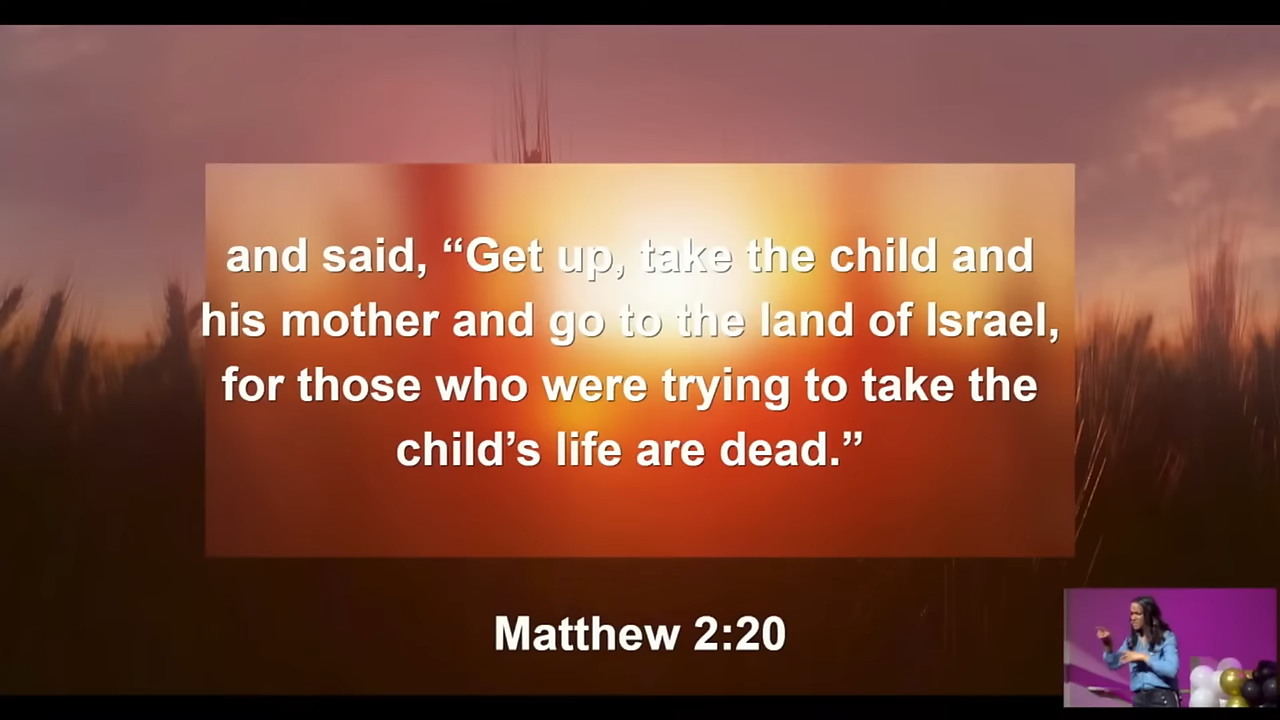 and said, “Get up, take the child and
his mother and go to the land of Israel,
for those who were trying to take the
child’s life are dead.”
Matthew 2:20